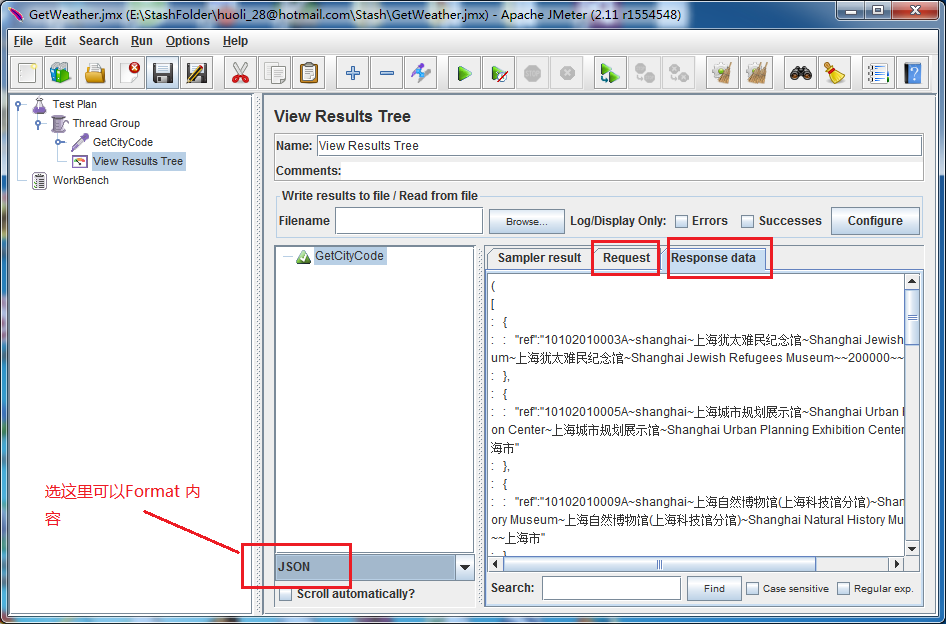 GetWeather.jmx (E:\StashFolder\huoli_28@hotmail.com\Stash\GetWeather.jmx) - Apache JMeter (2.11 r1554548)
File Edit Search Run Options Help
Test Plan
Thread Group
GetCityCode
View Results Tree
WorkBench
View Results Tree
Name: View Results Tree
Comments:
Write results to file / Read from file
Filename Browse... Log/Display Only: Errors Successes Configure
GetCityCode
Sampler result Request Response data
(
[
: {
: : "ref":"10102010003A~shanghai~上海犹太难民纪念馆~Shanghai Jewish
um~上海犹太难民纪念馆~Shanghai Jewish Refugees Museum~~200000~~
: },
: {
: : "ref":"10102010005A~shanghai~上海城市规划展示馆~Shanghai Urban
on Center~上海城市规划展示馆~Shanghai Urban Planning Exhibition Center
海市"
: },
: {
: : "ref":"10102010009A~shanghai~上海自然博物馆(上海科技馆分馆)~Shan
ory Museum~上海自然博物馆(上海科技馆分馆)~Shanghai Natural History Mu
~~上海市"
: }
选这里可以Format 内
容
JSON
Scroll automatically?
Search: Find Case sensitive Regular exp.